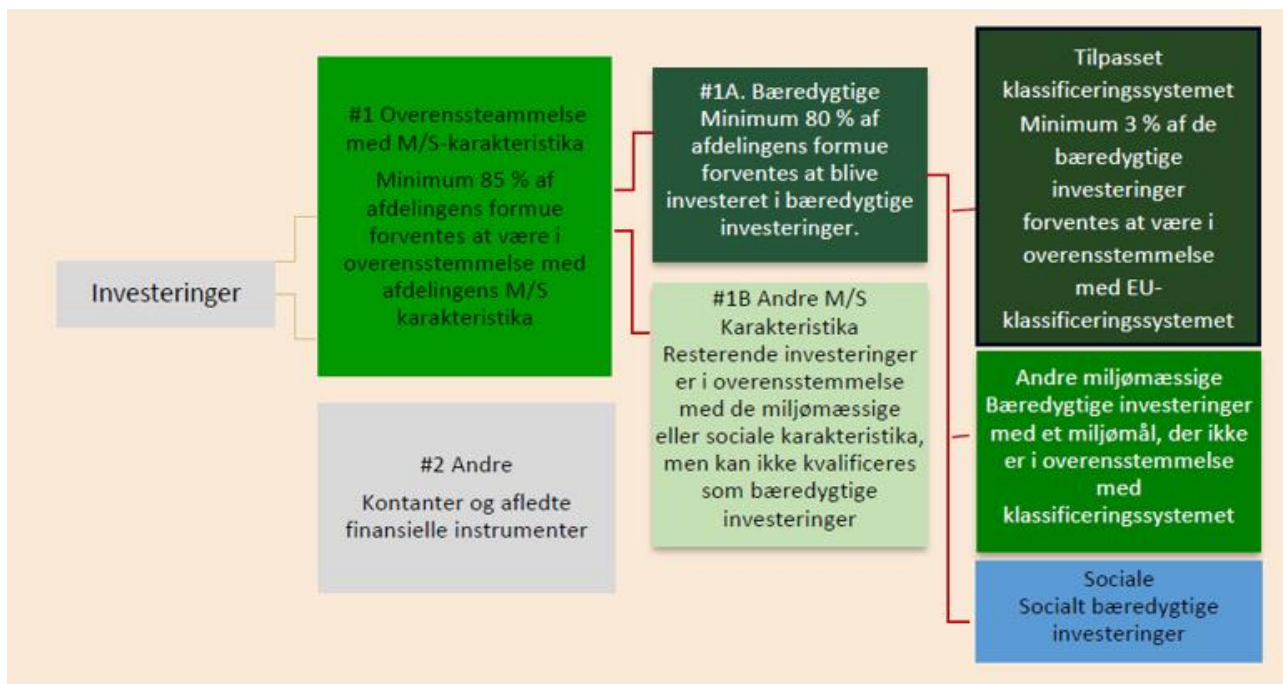 Investeringer
#1 Overenssteammelse
med M/S-karakteristika
Minimum 85 % af
afdelingens formue
forventes at være i
overensstemmelse med
afdelingens M/S
karakteristika
#2 Andre
Kontanter og afledte
finansielle instrumenter
#1A. Bæredygtige
Minimum 80 % af
afdelingens formue
forventes at blive
investeret i bæredygtige
investeringer.
#1B Andre M/S
Karakteristika
Resterende investeringer
er i overensstemmelse
med de miljømæssige
eller sociale karakteristika,
men kan ikke kvalificeres
som bæredygtige
investeringer
Tilpasset
klassificeringssystemet
Minimum 3 % af de
bæredygtige
investeringer
forventes at være i
overensstemmelse
med EU-
klassificeringssystemet
Andre miljømæssige
Bæredygtige investeringer
med et miljømål, der ikke
er i overensstemmelse
med
klassificeringssystemet
Sociale
Socialt bæredygtige
investeringer